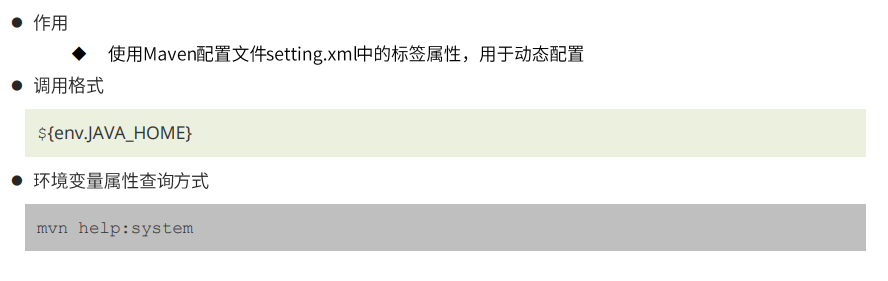 ● 作用
◆ 使用Maven配置文件setting.xml中的标签属性，用于动态配置
● 调用格式
${env.JAVA_HOME}
● 环境变量属性查询方式
mvn help:system